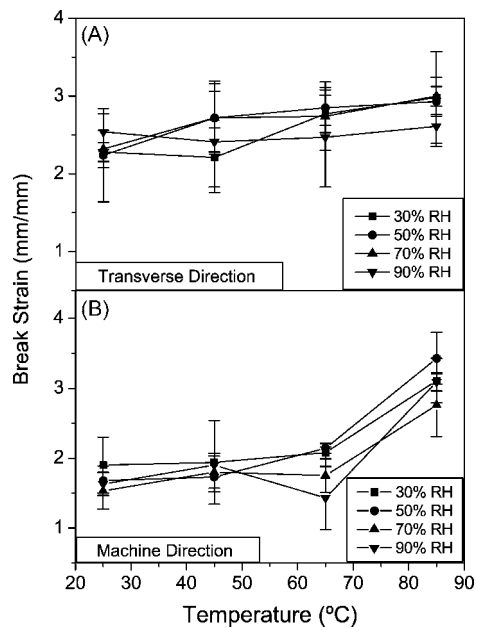 (A)
4
3
2
1
30% RH
50% RH
70% RH
90% RH
Transverse Direction
Break Strain (mm/mm)
(B)
4
3
2
1
30% RH
50% RH
70% RH
90% RH
Machine Direction
20 30 40 50 60 70 80 90
Temperature (ºC)